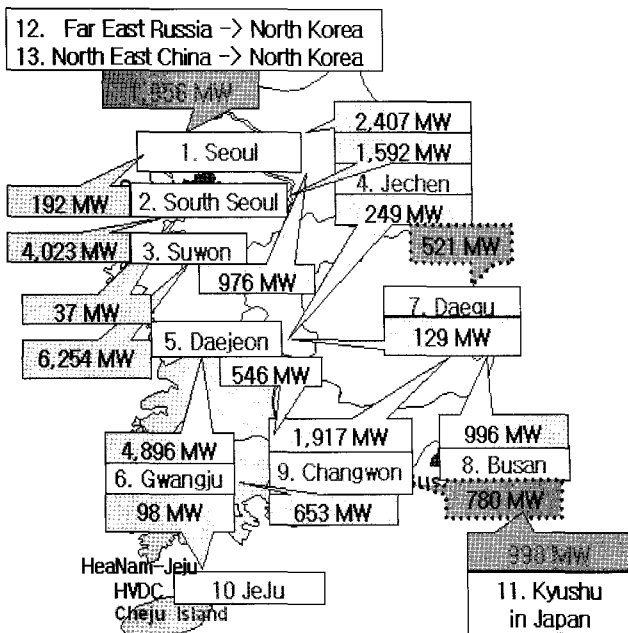 12. Far East Russia -> North Korea
13. North East China -> North Korea
MW
2,407 MW
1. Seoul
1,592 MW
4. Jechen
192 MW
2. South Seoul
249 MW
4,023 MW
3. Suwon
521 MW
976 MW
37 MW
7. Daegu
5. Daejeon
129 MW
6,254 MW
546 MW
4,896 MW
1,917 MW
996 MW
6. Gwangju
9. Changwon
8. Busan
98 MW
653 MW
780 MW
HeaNam-Jeju
998 MW
HVDC
10 JeJu
Cheju Island
11. Kyushu
in Japan